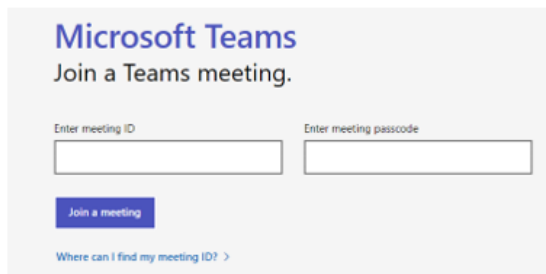 Microsoft Teams
Join a Teams meeting.
Enter meeting ID
Enter meeting passcode
Join a meeting
Where can I find my meeting ID? >